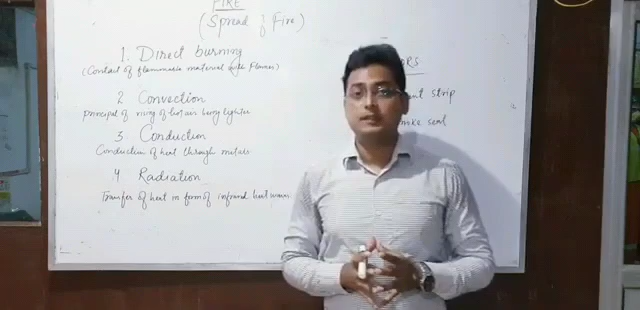 FIRE
(Spread of Fire)
1. Direct burning
(Contact of flammable material with Flames)
2 Convection
Principal of rising of hot air being lighter
3 Conduction
Conduction of heat through metals
4 Radiation
Transfer of heat in form of infrared heat waves
ORS
strip
seal